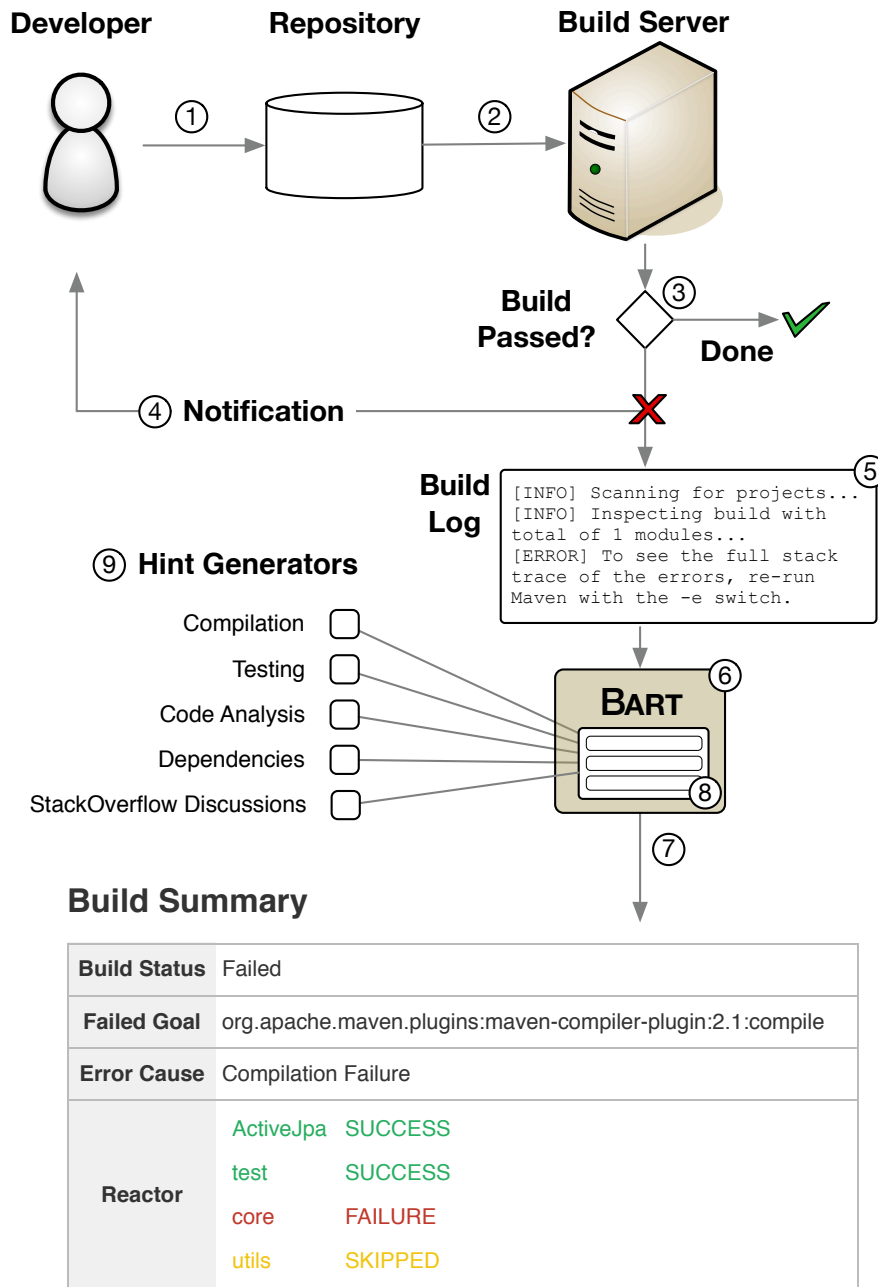 Developer
Repository
Build Server
1
2
3
Build
Passed?
Done
4 Notification
5
Build
Log
[INFO] Scanning for projects...
[INFO] Inspecting build with
total of 1 modules...
[ERROR] To see the full stack
trace of the errors, re-run
Maven with the -e switch.
9 Hint Generators
Compilation
Testing
Code Analysis
Dependencies
StackOverflow Discussions
6
BART
8
7
Build Summary
Build Status Failed
Failed Goal org.apache.maven.plugins:maven-compiler-plugin:2.1:compile
Error Cause Compilation Failure
Reactor
ActiveJpa SUCCESS
test SUCCESS
core FAILURE
utils SKIPPED